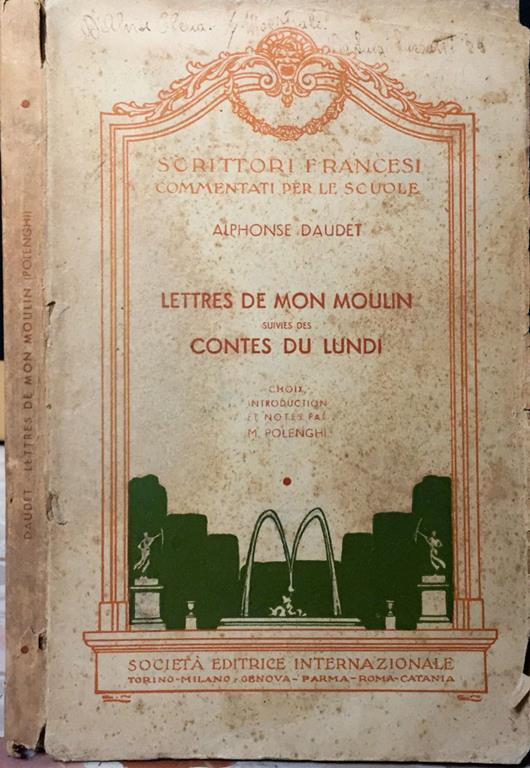 SCRITTORI FRANCESI
COMMENTATI PER LE SCUOLE
ALPHONSE DAUDET
LETTRES DE MON MOULIN
SUIVIES DES
CONTES DU LUNDI
CHOIX,
INTRODUCTION
ET NOTES PAR
M. POLENGHI
SOCIETÀ EDITRICE INTERNAZIONALE
TORINO-MILANO-GENOVA-PARMA-ROMA-CATANIA
DAUDET - LETTRES DE MON MOULIN (POLENGHI)